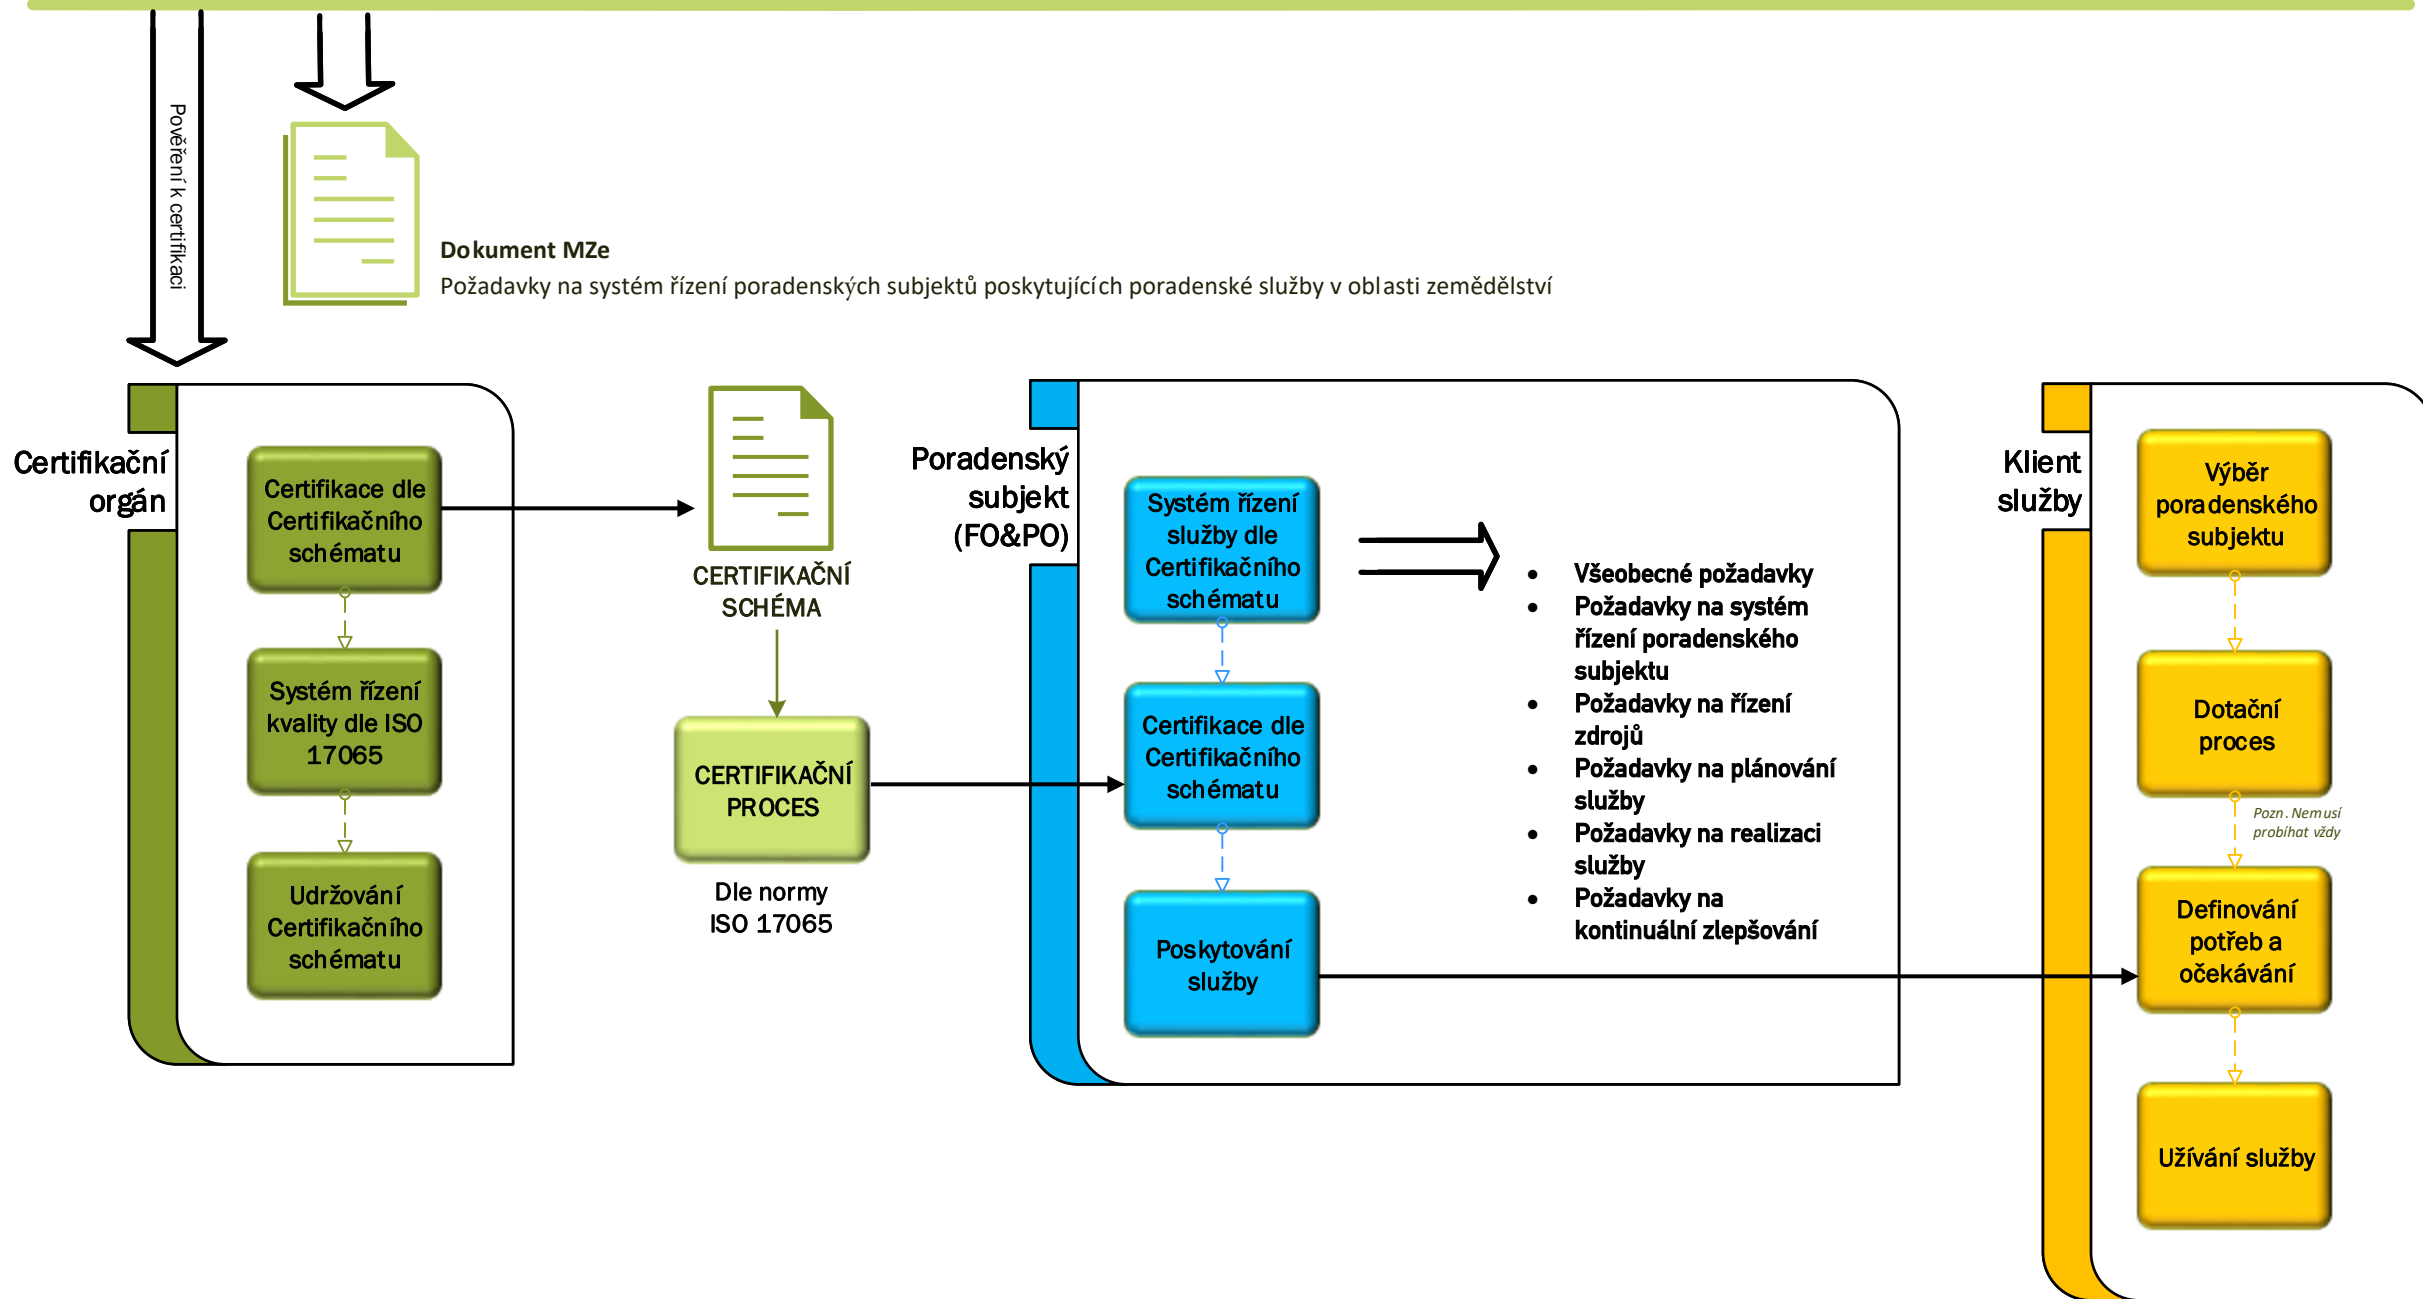 Pověření k certifikaci
Dokument MZe
Požadavky na systém řízení poradenských subjektů poskytujících poradenské služby v oblasti zemědělství
Certifikační
orgán
Certifikace dle
Certifikačního
schématu
Systém řízení
kvality dle ISO
17065
Udržování
Certifikačního
schématu
CERTIFIKAČNÍ
SCHÉMA
CERTIFIKAČNÍ
PROCES
Dle normy
ISO 17065
Poradenský
subjekt
(FO&PO)
Systém řízení
služby dle
Certifikačního
schématu
Certifikace dle
Certifikačního
schématu
Poskytování
služby
• Všeobecné požadavky
• Požadavky na systém
řízení poradenského
subjektu
• Požadavky na řízení
zdrojů
• Požadavky na plánování
služby
• Požadavky na realizaci
služby
• Požadavky na
kontinuální zlepšování
Klient
služby
Výběr
poradenského
subjektu
Dotační
proces
Pozn. Nemusí
probíhat vždy
Definování
potřeb a
očekávání
Užívání služby